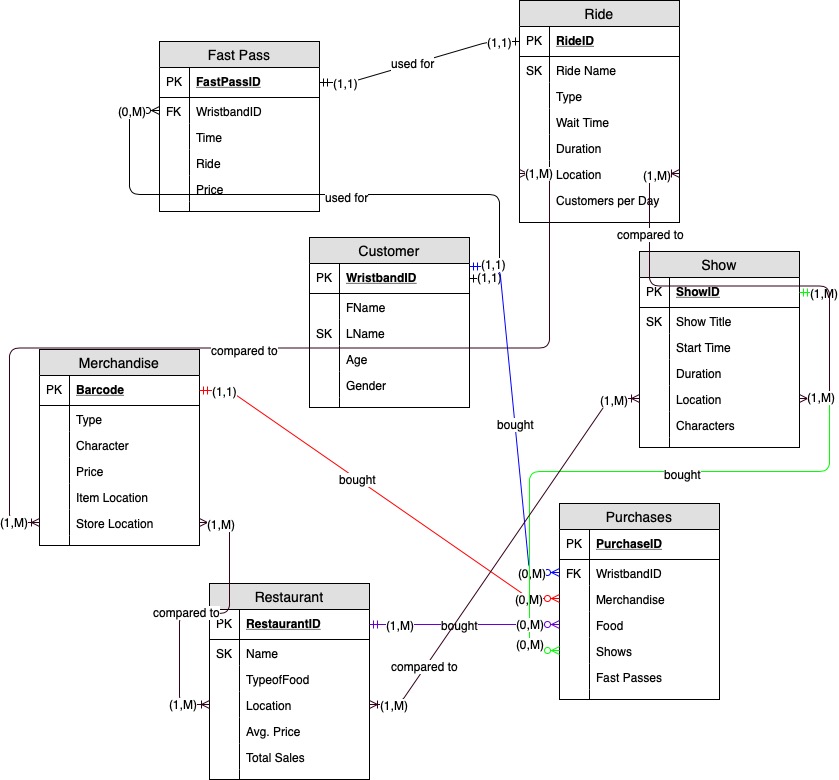 Ride
PK RideID
SK Ride Name
Type
Wait Time
Duration
Location
Customers per Day
(1,1)
(1,M)
(1,M)
used for
Fast Pass
PK FastPassID
FK WristbandID
Time
Ride
Price
(1,1)
(0,M)
used for
compared to
Customer
PK WristbandID
FName
SK LName
Age
Gender
(1,1)
(1,1)
Show
PK ShowID
SK Show Title
Start Time
Duration
Location
Characters
(1,M)
(1,M)
(1,M)
compared to
Merchandise
PK Barcode
Type
Character
Price
Item Location
Store Location
(1,1)
(1,M)
(1,M)
bought
bought
bought
Purchases
PK PurchaseID
FK WristbandID
Merchandise
Food
Shows
Fast Passes
(0,M)
(0,M)
(0,M)
(0,M)
compared to
Restaurant
PK RestaurantID
SK Name
TypeofFood
Location
Avg. Price
Total Sales
(1,M)
(1,M)
(1,M)
bought
compared to